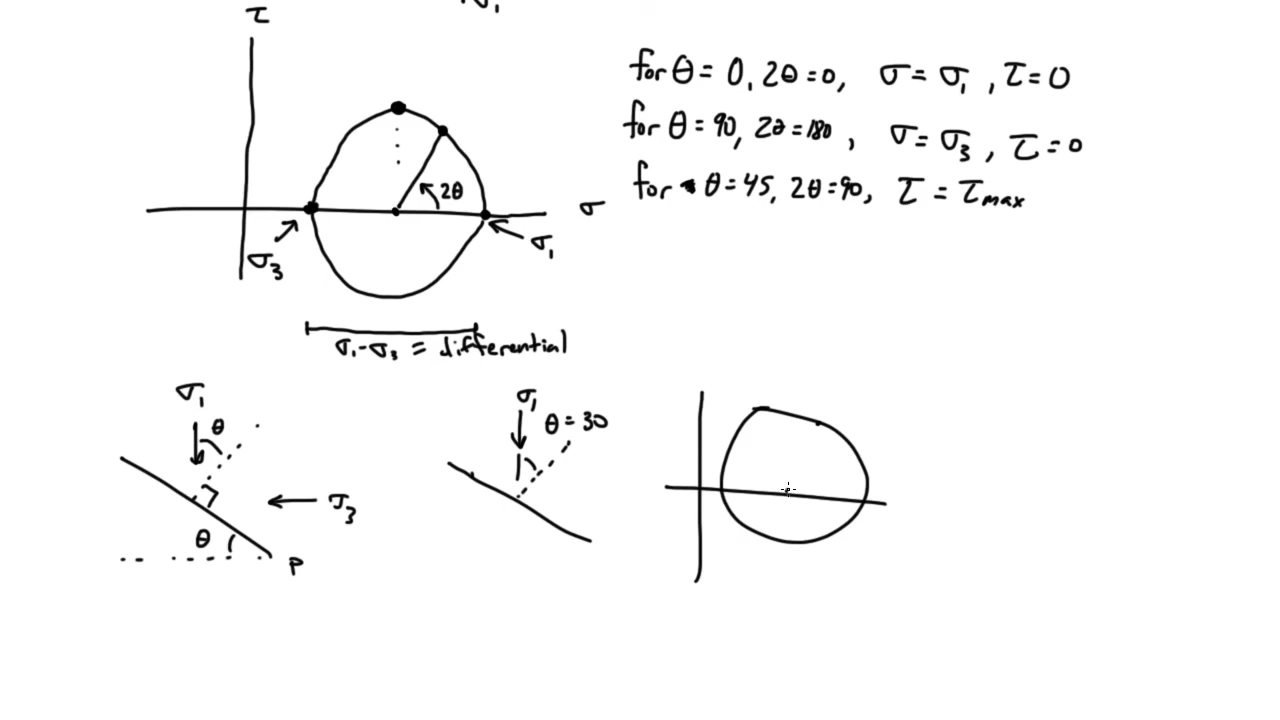 τ
for θ = 0, 2θ = 0, σ = σ₁, τ = 0
for θ = 90, 2θ = 180, σ = σ₃, τ = 0
for θ = 45, 2θ = 90, τ = τmax
2θ
σ
σ₁
σ₃
σ₁-σ₃ = differential
σ₁
θ
σ₃
θ
P
σ₁
θ = 30